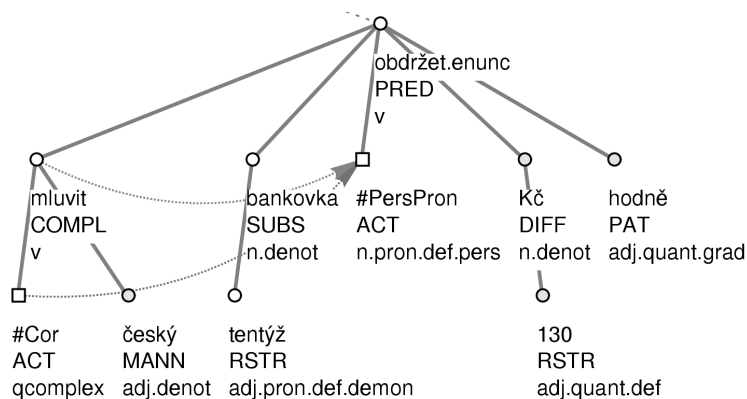 obdržet.enunc
PRED
v
mluvit
COMPL
v
bankovka
SUBS
n.denot
#PersPron
ACT
n.pron.def.pers
Kč
DIFF
n.denot
hodně
PAT
adj.quant.grad
#Cor
ACT
qcomplex
český
MANN
adj.denot
tentýž
RSTR
adj.pron.def.demon
130
RSTR
adj.quant.def